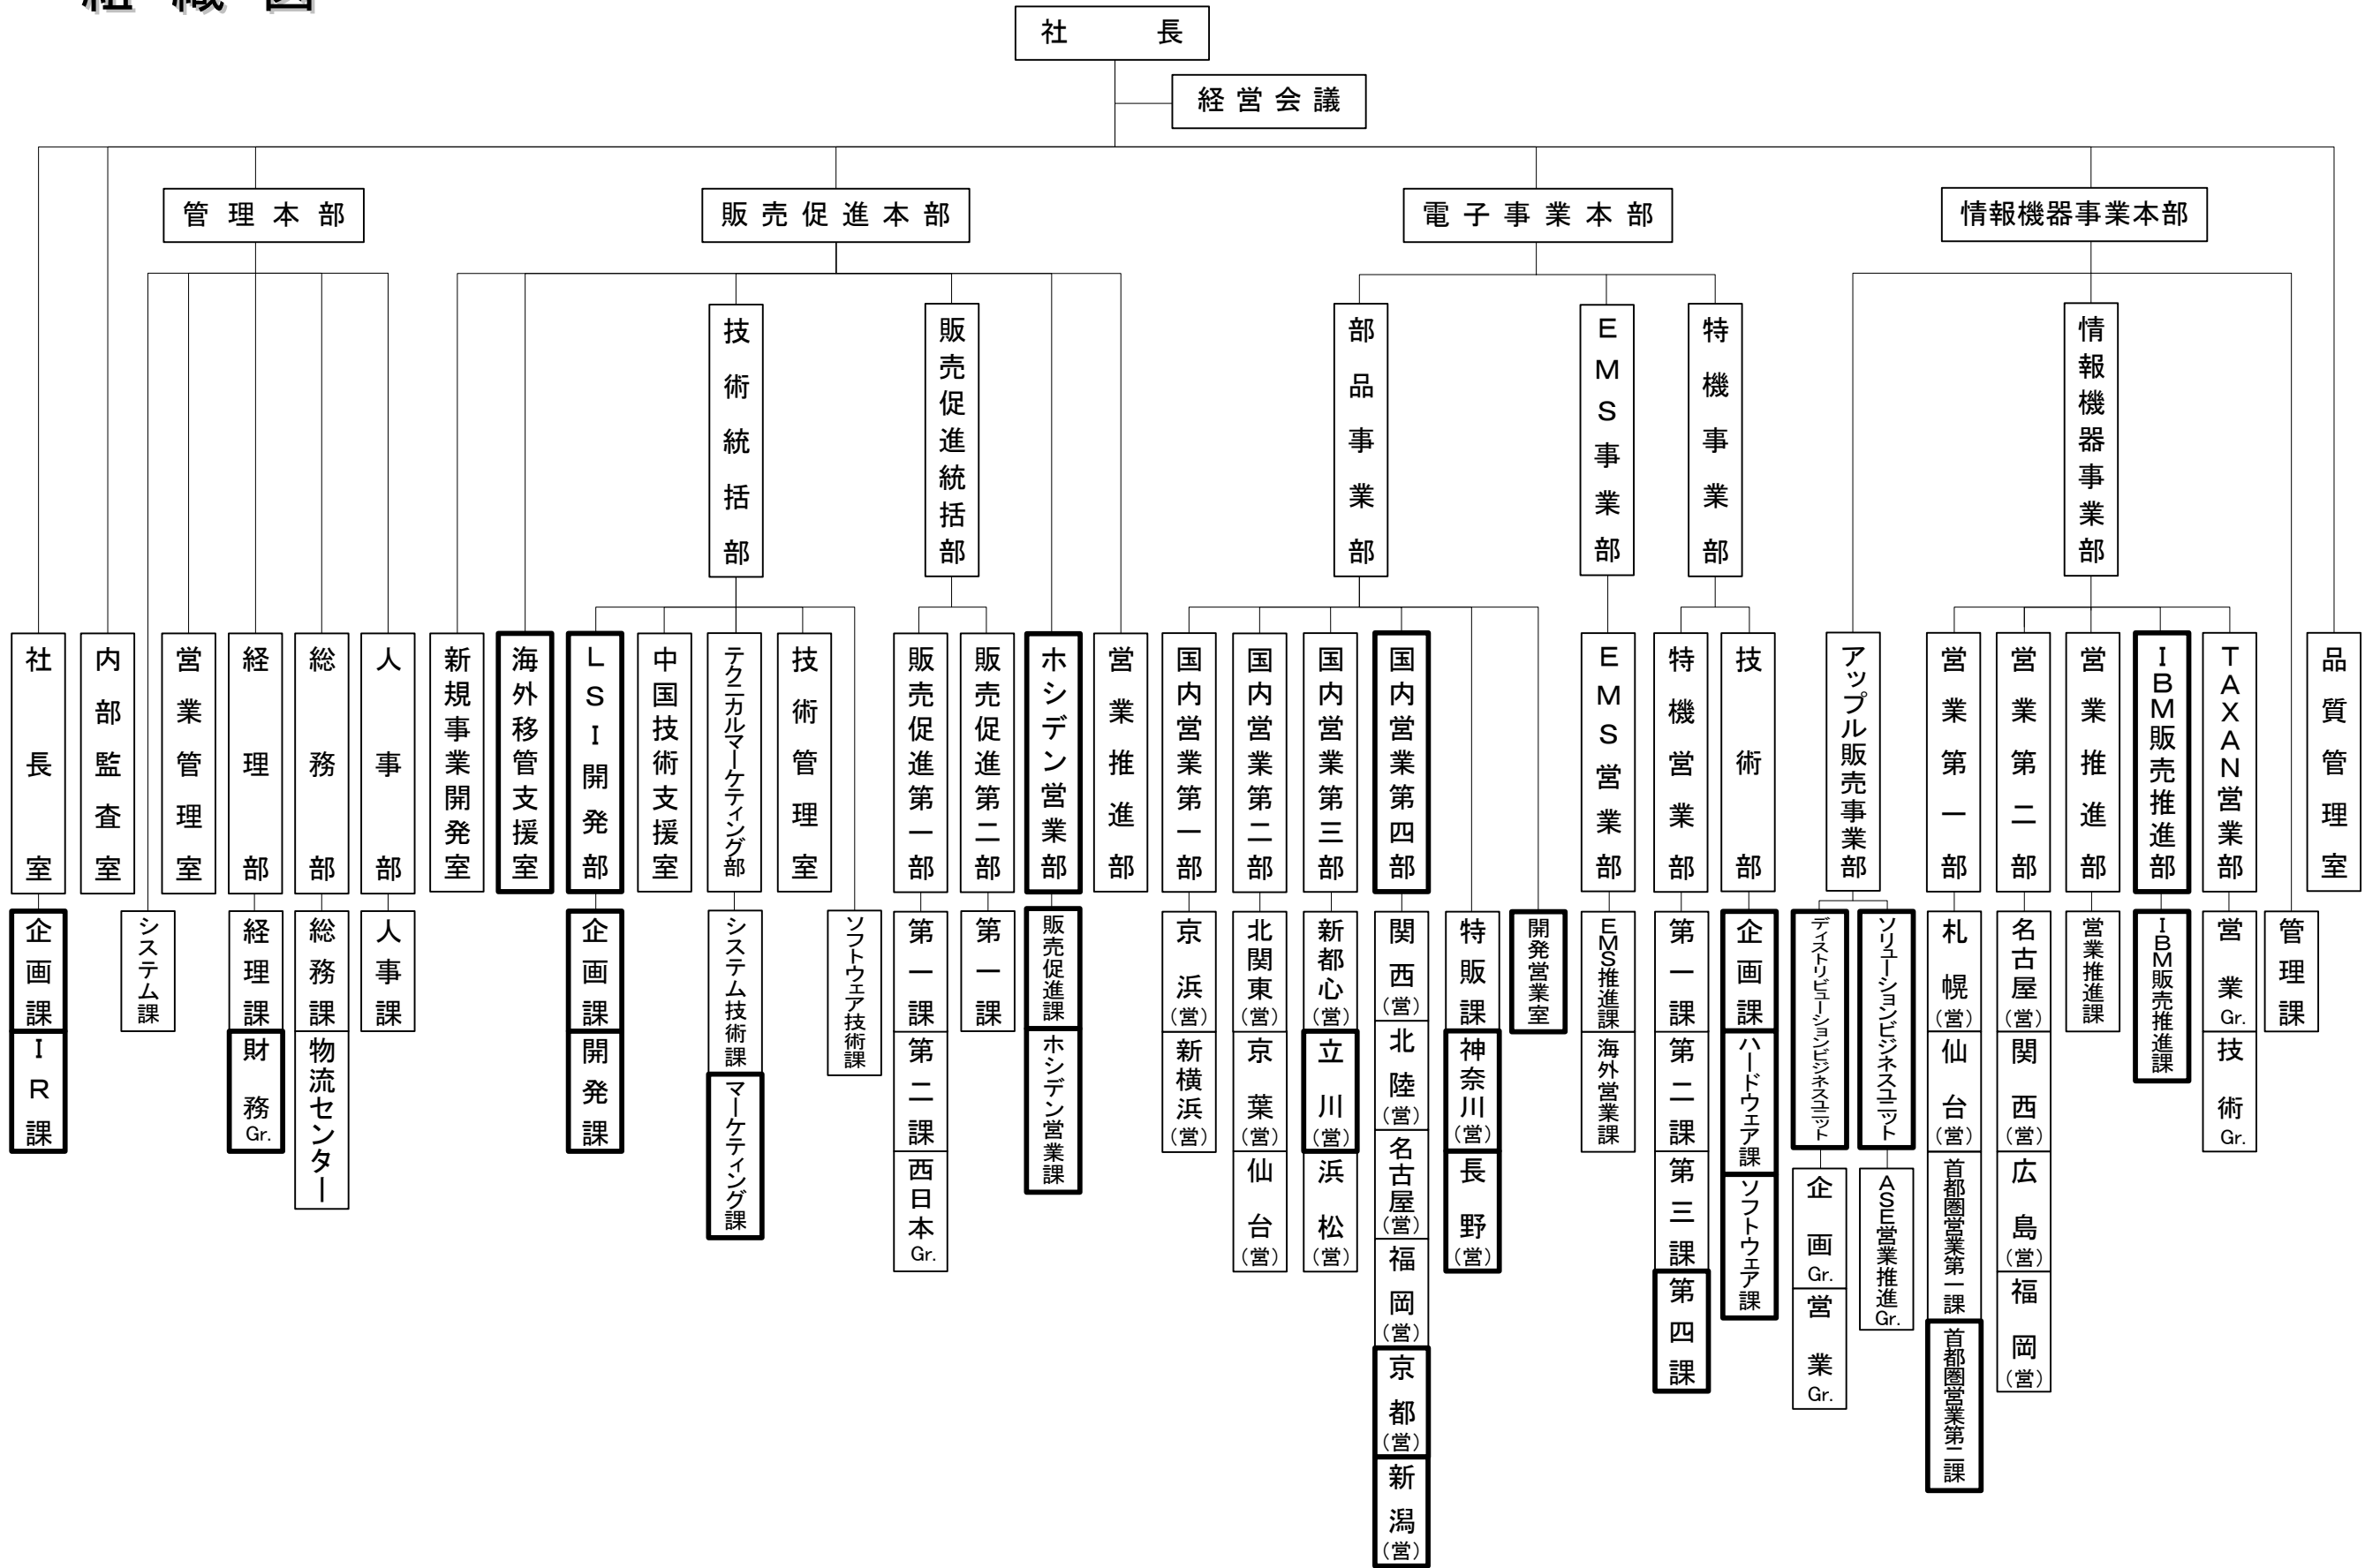 組織図
社長
経営会議
管理本部
販売促進本部
電子事業本部
情報機器事業本部
技術統括部
販売促進統括部
部品事業部
EMS事業部
特機事業部
情報機器事業部
社長室
内部監査室
営業管理室
経理部
総務部
人事部
新規事業開発室
海外移管支援室
LSI開発部
中国技術支援室
テクニカルマーケティング部
技術管理室
販売促進第一部
販売促進第二部
ホシデン営業部
営業推進部
国内営業第一部
国内営業第二部
国内営業第三部
国内営業第四部
EMS営業部
特機営業部
技術部
アップル販売事業部
営業第一部
営業第二部
営業推進部
IBM販売推進部
TAXAN営業部
品質管理室
企画課
IR課
システム課
経理課
財務Gr.
総務課
物流センター
人事課
企画課
開発課
システム技術課
マーケティング課
ソフトウェア技術課
第一課
第二課
西日本Gr.
第一課
販売促進課
ホシデン営業課
京浜(営)
新横浜(営)
北関東(営)
京葉(営)
仙台(営)
新都心(営)
立川(営)
浜松(営)
関西(営)
北陸(営)
名古屋(営)
福岡(営)
京都(営)
新潟(営)
特販課
神奈川(営)
長野(営)
開発営業室
EMS推進課
海外営業課
第一課
第二課
第三課
第四課
企画課
ハードウェア課
ソフトウェア課
ディストリビューションビジネスユニット
企画Gr.
営業Gr.
ソリューションビジネスユニット
ASE営業推進Gr.
札幌(営)
仙台(営)
首都圏営業第一課
首都圏営業第二課
名古屋(営)
関西(営)
広島(営)
福岡(営)
営業推進課
IBM販売推進課
営業Gr.
技術Gr.
管理課